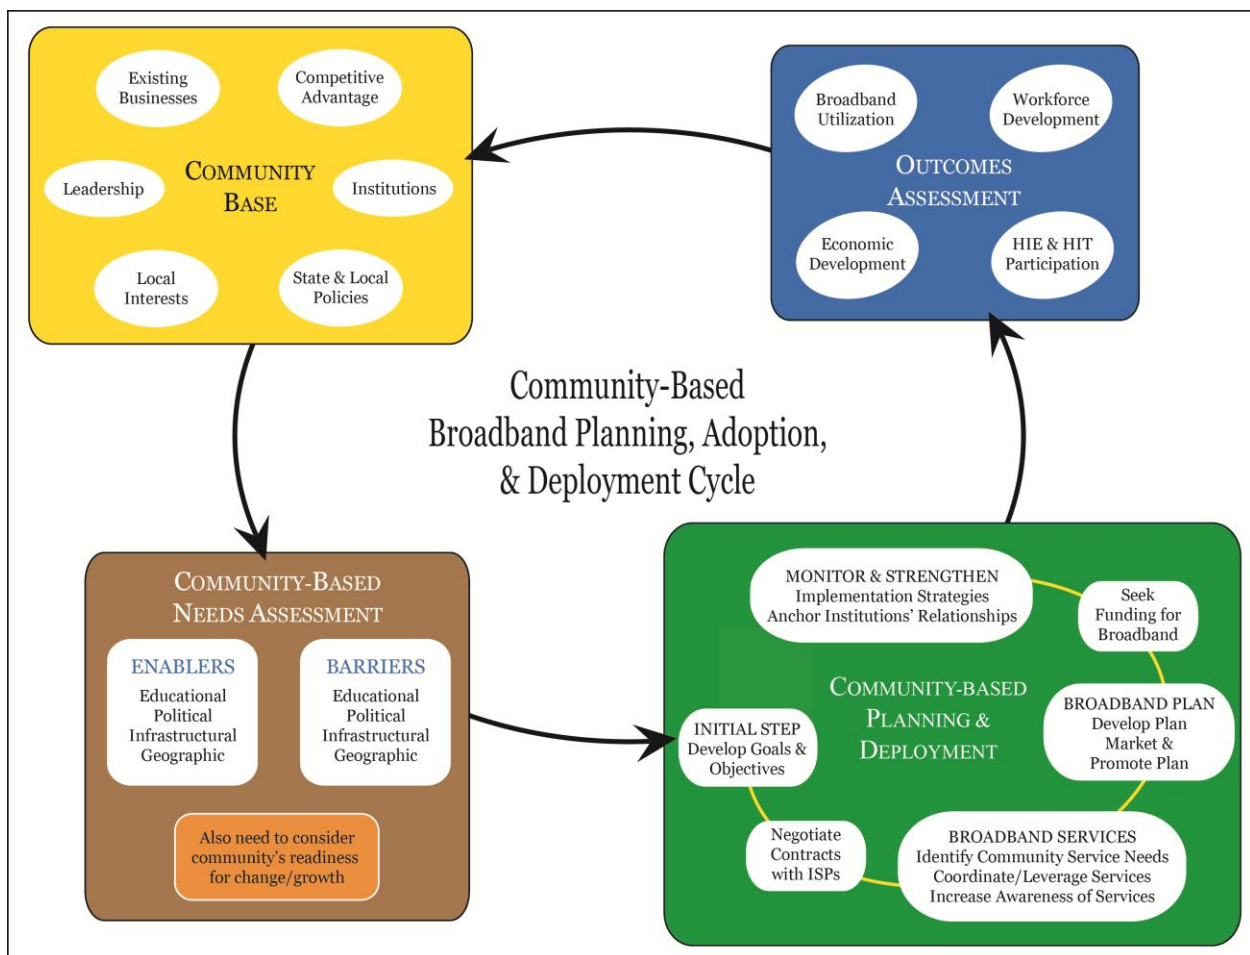 Existing
Businesses
Competitive
Advantage
Leadership
COMMUNITY
BASE
Institutions
Local
Interests
State & Local
Policies
Broadband
Utilization
Workforce
Development
OUTCOMES
ASSESSMENT
Economic
Development
HIE & HIT
Participation
Community-Based
Broadband Planning, Adoption,
& Deployment Cycle
COMMUNITY-BASED
NEEDS ASSESSMENT
ENABLERS
Educational
Political
Infrastructural
Geographic
BARRIERS
Educational
Political
Infrastructural
Geographic
Also need to consider
community's readiness
for change/growth
MONITOR & STRENGTHEN
Implementation Strategies
Anchor Institutions' Relationships
Seek
Funding for
Broadband
COMMUNITY-BASED
PLANNING &
DEPLOYMENT
BROADBAND PLAN
Develop Plan
Market &
Promote Plan
INITIAL STEP
Develop Goals &
Objectives
Negotiate
Contracts
with ISPs
BROADBAND SERVICES
Identify Community Service Needs
Coordinate/Leverage Services
Increase Awareness of Services